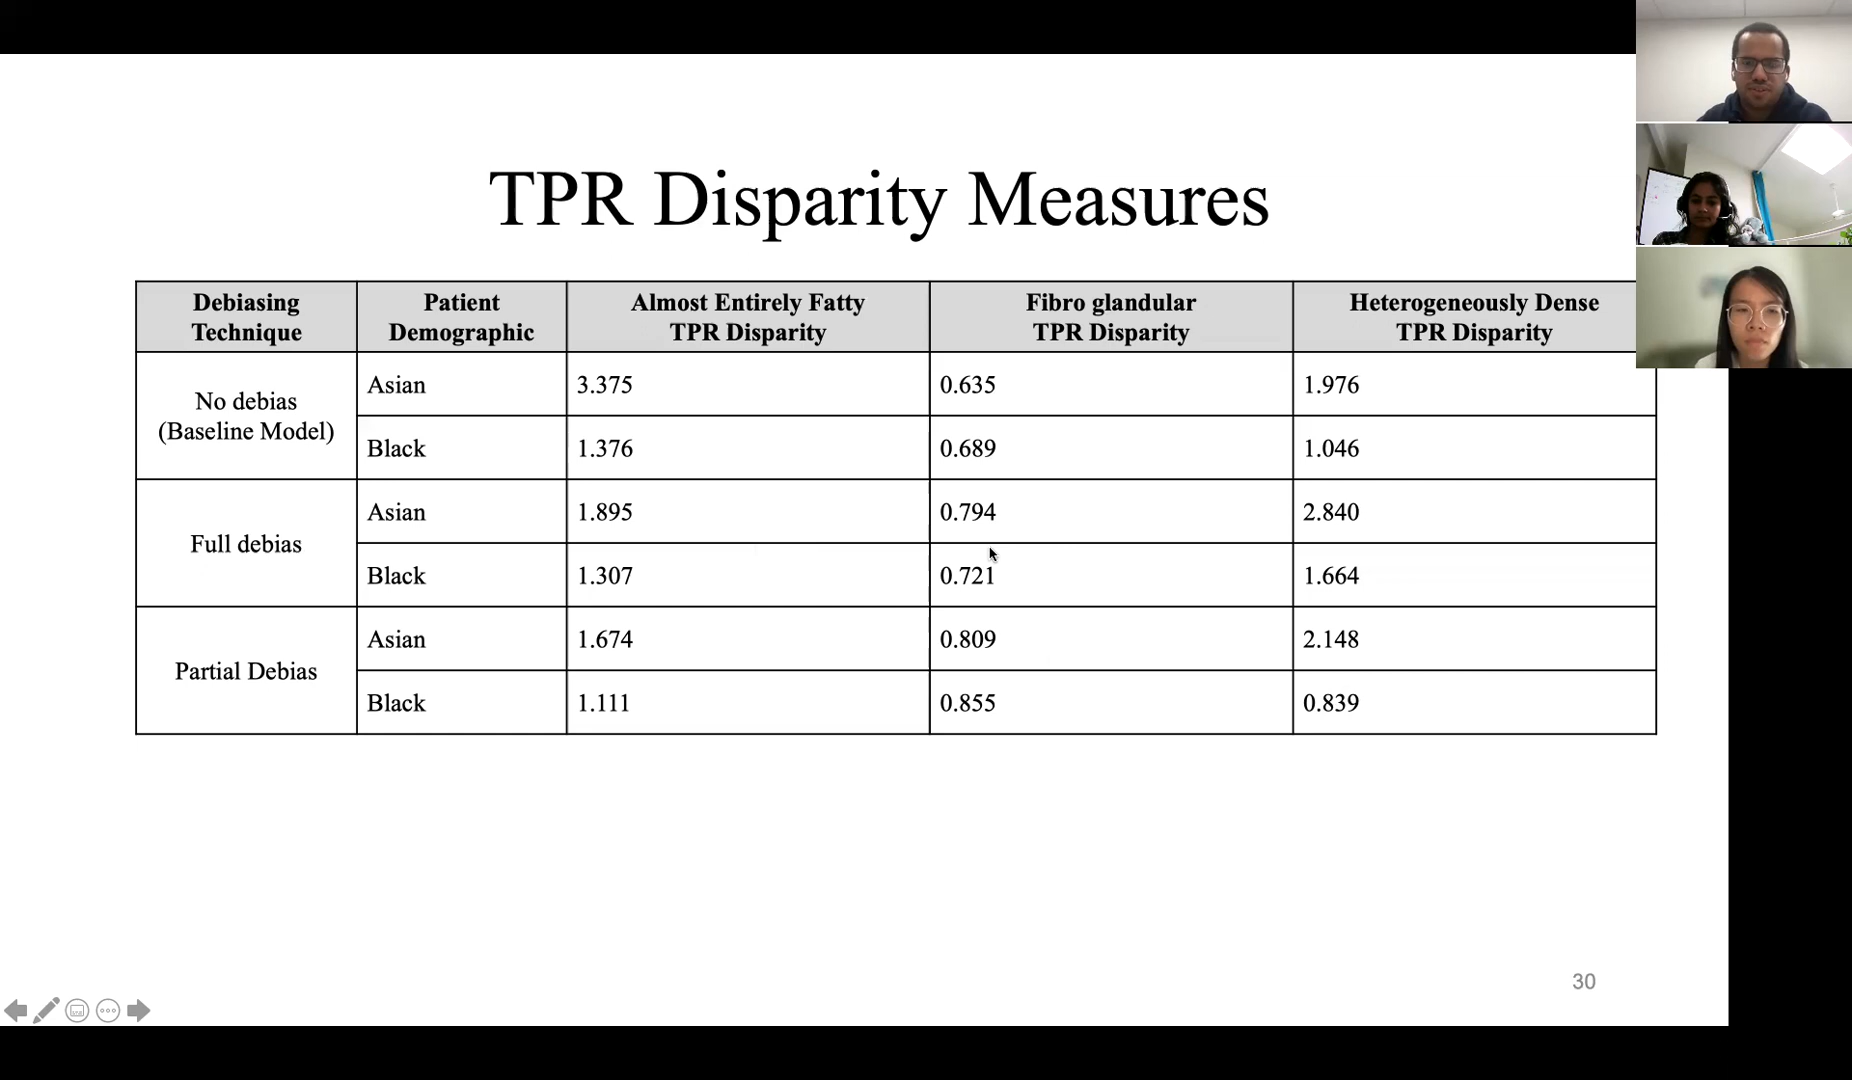 TPR Disparity Measures
Debiasing Technique
Patient Demographic
Almost Entirely Fatty TPR Disparity
Fibro glandular TPR Disparity
Heterogeneously Dense TPR Disparity
No debias (Baseline Model)
Asian
3.375
0.635
1.976
Black
1.376
0.689
1.046
Full debias
Asian
1.895
0.794
2.840
Black
1.307
0.721
1.664
Partial Debias
Asian
1.674
0.809
2.148
Black
1.111
0.855
0.839
30